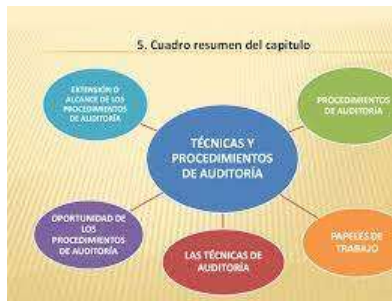 5. Cuadro resumen del capitulo
EXTENSIÓN O
ALCANCE DE LOS
PROCEDIMIENTOS
DE AUDITORÍA
PROCEDIMIENTOS
DE AUDITORÍA
TÉCNICAS Y
PROCEDIMIENTOS
DE AUDITORÍA
OPORTUNIDAD DE
LOS
PROCEDIMIENTOS
DE AUDITORÍA
LAS TÉCNICAS DE
AUDITORÍA
PAPELES DE
TRABAJO